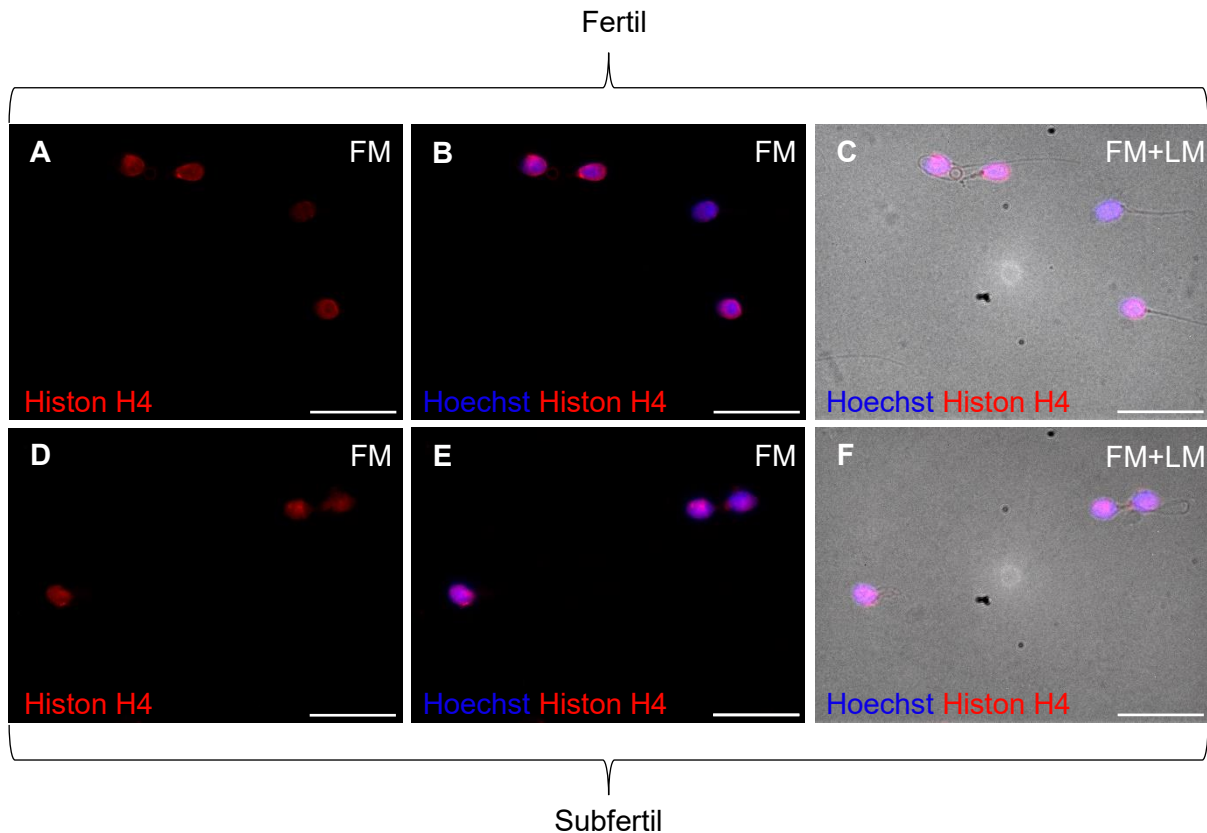 Fertil
A FM
B FM
C FM+LM
Histon H4
Hoechst Histon H4
Hoechst Histon H4
D FM
E FM
F FM+LM
Histon H4
Hoechst Histon H4
Hoechst Histon H4
Subfertil